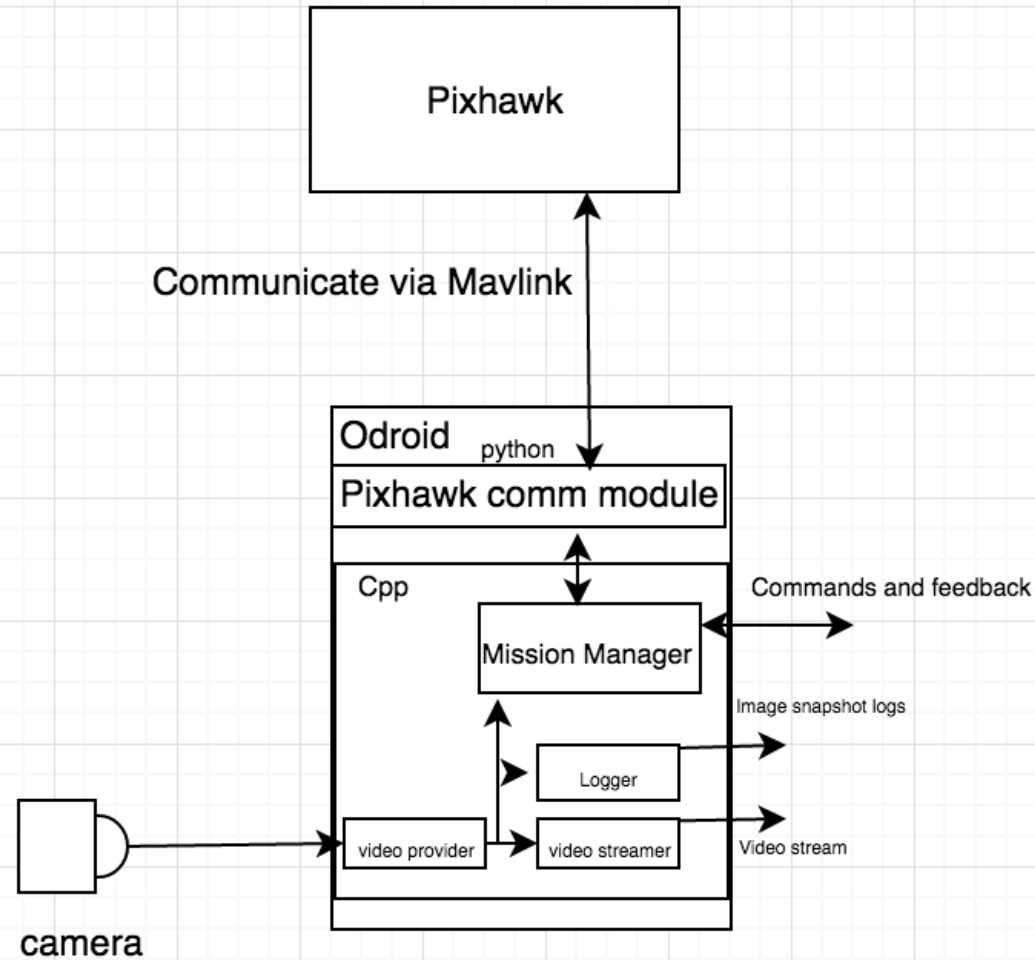 Pixhawk
Communicate via Mavlink
Odroid
python
Pixhawk comm module
Cpp
Commands and feedback
Mission Manager
Image snapshot logs
Logger
video provider
video streamer
Video stream
camera